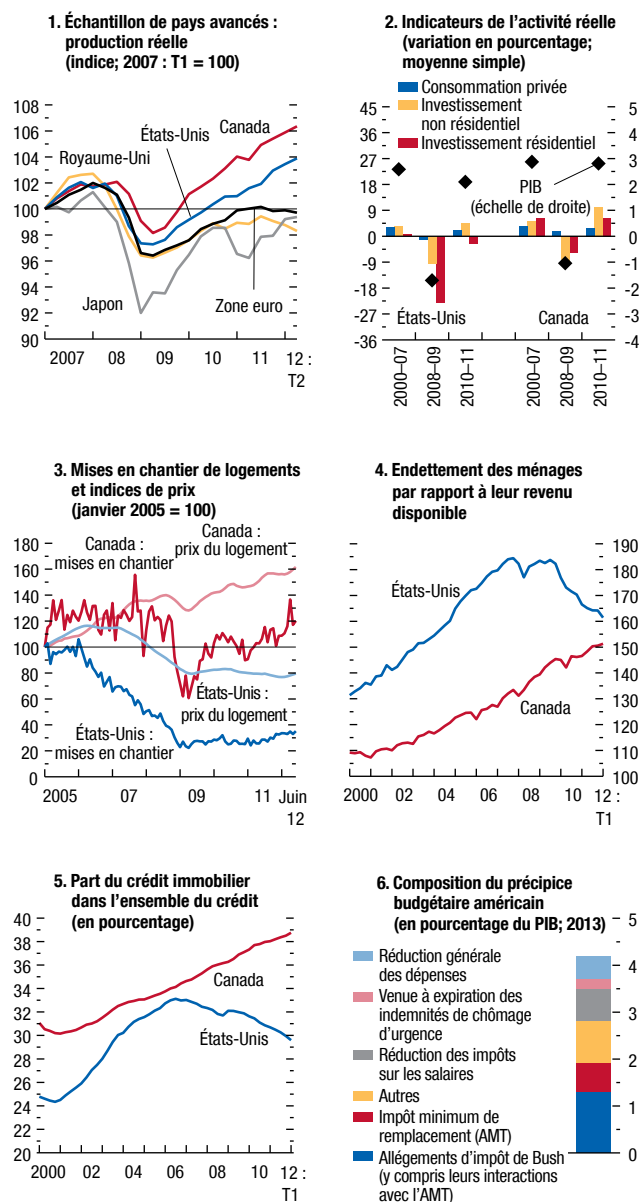 1. Échantillon de pays avancés :
production réelle
(indice; 2007 : T1 = 100)
108
106
104
102
100
98
96
94
92
90
Canada
États-Unis
Royaume-Uni
Japon
Zone euro
2007 08 09 10 11 12 :
T2
2. Indicateurs de l’activité réelle
(variation en pourcentage;
moyenne simple)
Consommation privée
Investissement
non résidentiel
Investissement résidentiel
45
36
27
18
9
0
-9
-18
-27
-36
5
4
3
2
1
0
-1
-2
-3
-4
PIB
(échelle de droite)
États-Unis
Canada
2000–07
2008–09
2010–11
2000–07
2008–09
2010–11
3. Mises en chantier de logements
et indices de prix
(janvier 2005 = 100)
180
160
140
120
100
80
60
40
20
0
Canada :
mises en chantier
Canada :
prix du logement
États-Unis :
prix du logement
États-Unis :
mises en chantier
2005 07 09 11 Juin
12
4. Endettement des ménages
par rapport à leur revenu
disponible
190
180
170
160
150
140
130
120
110
100
États-Unis
Canada
2000 02 04 06 08 10 12 :
T1
5. Part du crédit immobilier
dans l’ensemble du crédit
(en pourcentage)
40
38
36
34
32
30
28
26
24
22
20
Canada
États-Unis
2000 02 04 06 08 10 12 :
T1
6. Composition du précipice
budgétaire américain
(en pourcentage du PIB; 2013)
Réduction générale
des dépenses
Venue à expiration des
indemnités de chômage
d’urgence
Réduction des impôts
sur les salaires
Autres
Impôt minimum de
remplacement (AMT)
Allégements d’impôt de Bush
(y compris leurs interactions
avec l’AMT)
5
4
3
2
1
0